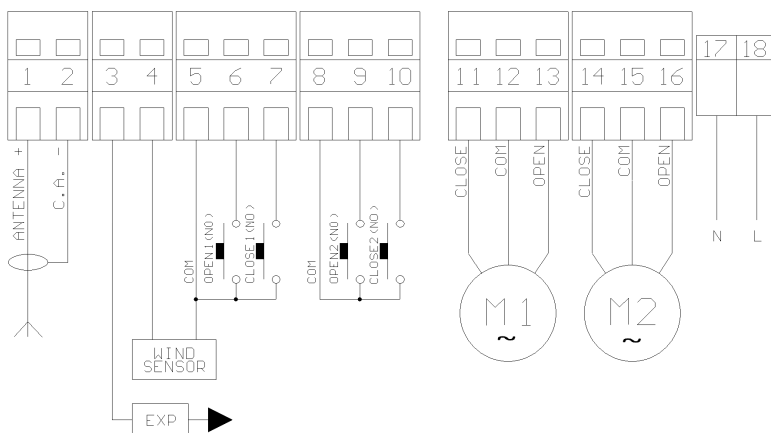 1 2 3 4 5 6 7 8 9 10 11 12 13 14 15 16 17 18
ANTENNA +
C.A. -
COM
OPEN1(NO)
CLOSE1(NO)
COM
OPEN2(NO)
CLOSE2(NO)
CLOSE
COM
OPEN
CLOSE
COM
OPEN
N L
M1
~
M2
~
WIND
SENSOR
EXP